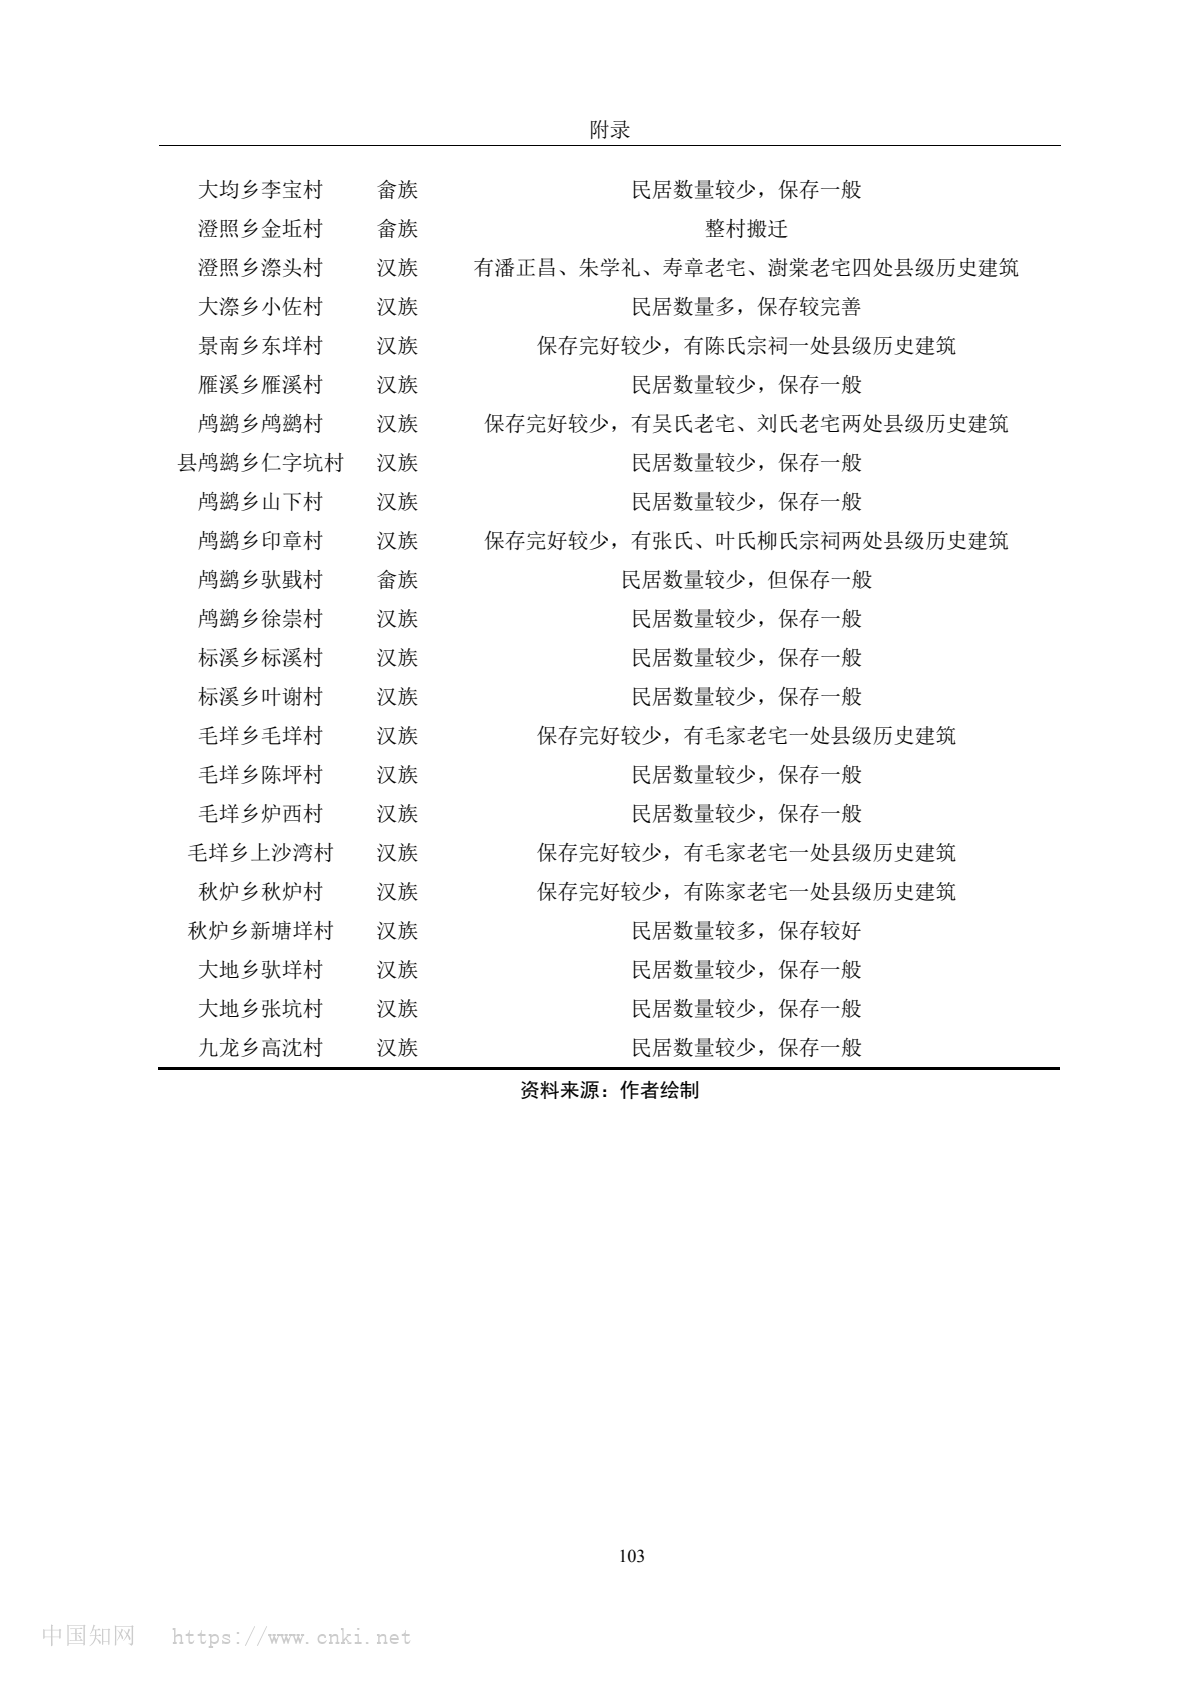 附录
大均乡李宝村 畲族 民居数量较少，保存一般
澄照乡金坵村 畲族 整村搬迁
澄照乡漈头村 汉族 有潘正昌、朱学礼、寿章老宅、澍棠老宅四处县级历史建筑
大漈乡小佐村 汉族 民居数量多，保存较完善
景南乡东垟村 汉族 保存完好较少，有陈氏宗祠一处县级历史建筑
雁溪乡雁溪村 汉族 民居数量较少，保存一般
鸬鹚乡鸬鹚村 汉族 保存完好较少，有吴氏老宅、刘氏老宅两处县级历史建筑
县鸬鹚乡仁字坑村 汉族 民居数量较少，保存一般
鸬鹚乡山下村 汉族 民居数量较少，保存一般
鸬鹚乡印章村 汉族 保存完好较少，有张氏、叶氏柳氏宗祠两处县级历史建筑
鸬鹚乡驮戥村 畲族 民居数量较少，但保存一般
鸬鹚乡徐崇村 汉族 民居数量较少，保存一般
标溪乡标溪村 汉族 民居数量较少，保存一般
标溪乡叶谢村 汉族 民居数量较少，保存一般
毛垟乡毛垟村 汉族 保存完好较少，有毛家老宅一处县级历史建筑
毛垟乡陈坪村 汉族 民居数量较少，保存一般
毛垟乡炉西村 汉族 民居数量较少，保存一般
毛垟乡上沙湾村 汉族 保存完好较少，有毛家老宅一处县级历史建筑
秋炉乡秋炉村 汉族 保存完好较少，有陈家老宅一处县级历史建筑
秋炉乡新塘垟村 汉族 民居数量较多，保存较好
大地乡驮垟村 汉族 民居数量较少，保存一般
大地乡张坑村 汉族 民居数量较少，保存一般
九龙乡高沈村 汉族 民居数量较少，保存一般
资料来源：作者绘制
103
中国知网 https://www.cnki.net